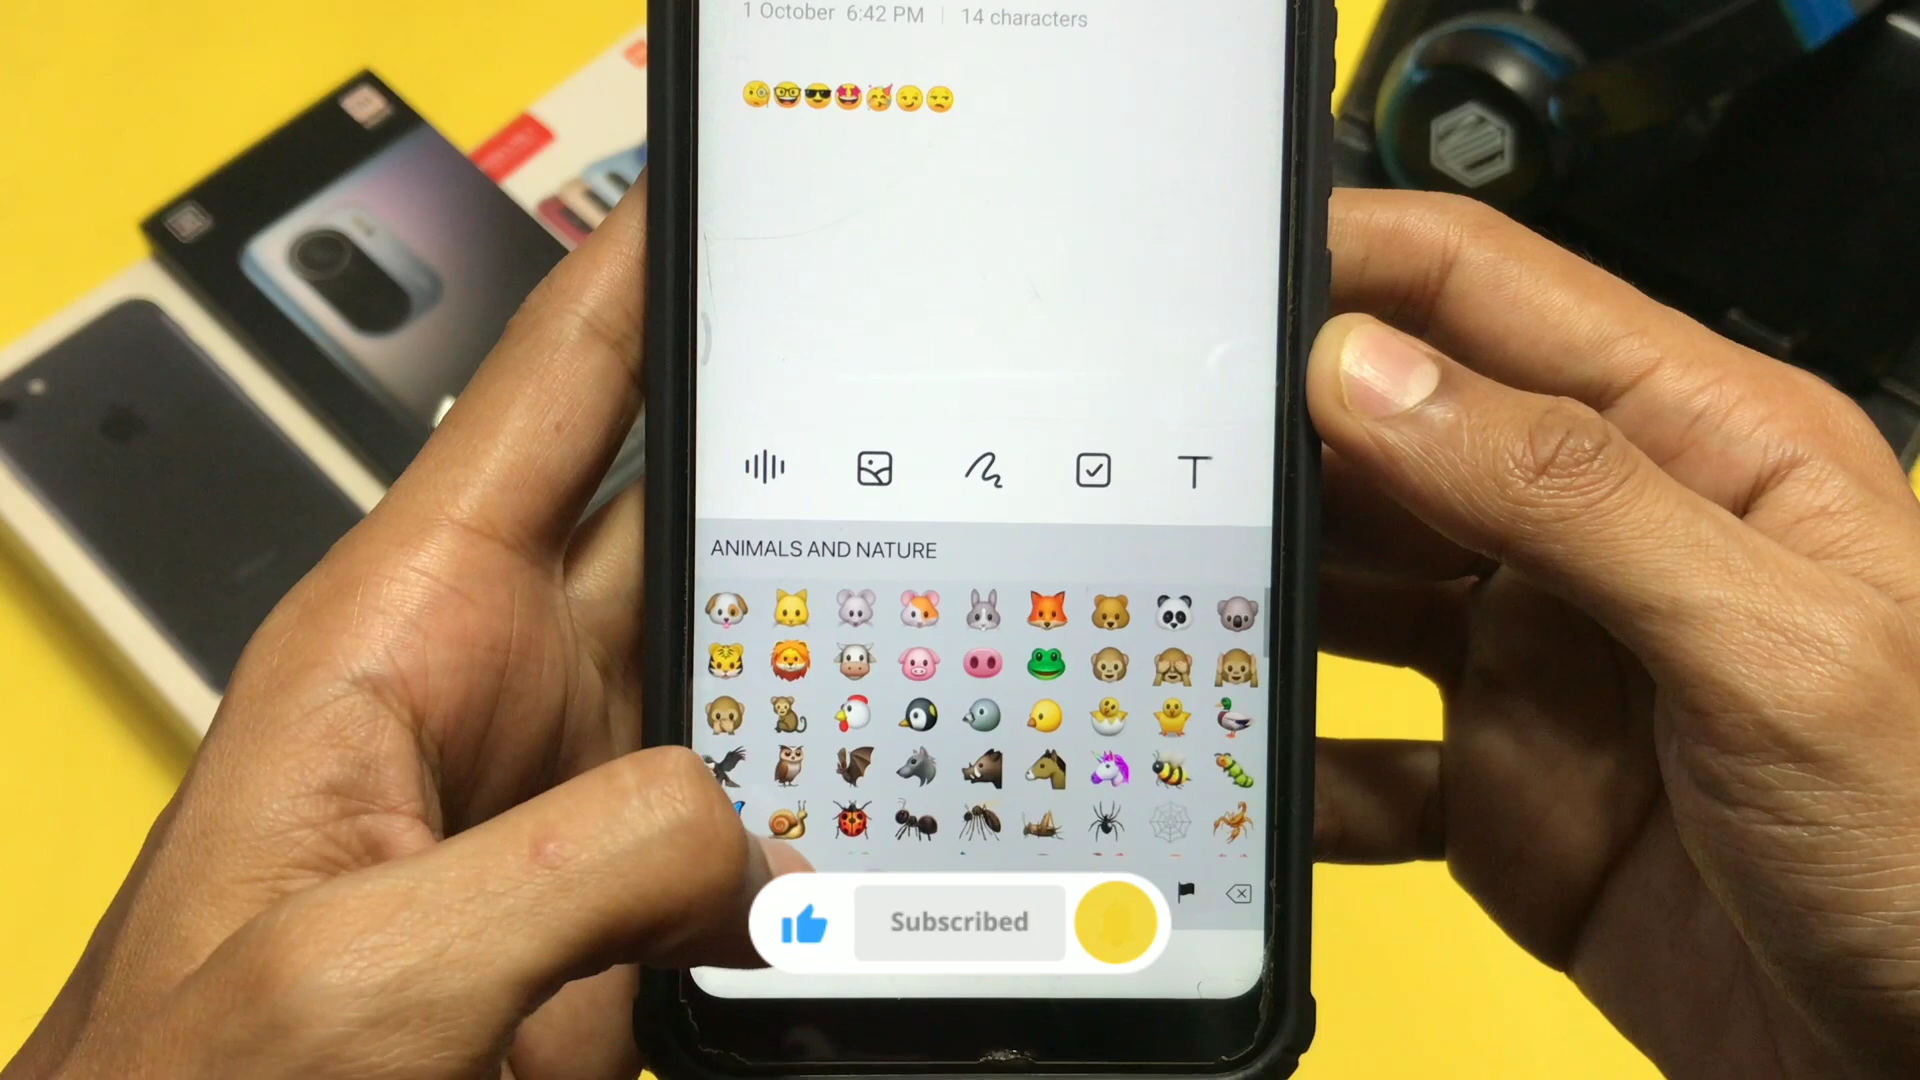 1 October 6:42 PM | 14 characters
🧐🤓😎🤩🥳😏😒
T
ANIMALS AND NATURE
Subscribed